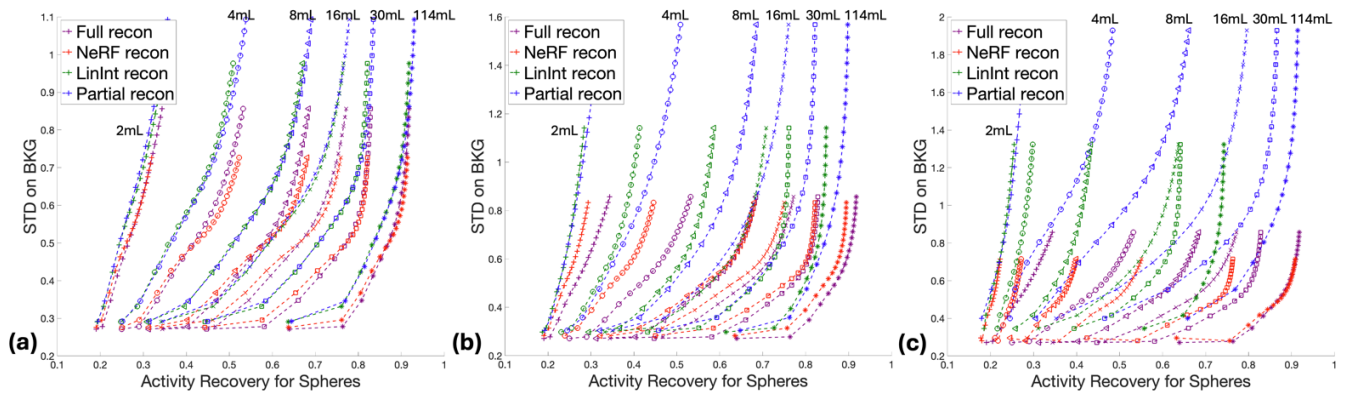 4mL 8mL 16mL 30mL 114mL
Full recon
NeRF recon
LinInt recon
Partial recon
2mL
STD on BKG
1.1
1
0.9
0.8
0.7
0.6
0.5
0.4
0.3
0.2
0.1 0.2 0.3 0.4 0.5 0.6 0.7 0.8 0.9 1
Activity Recovery for Spheres
(a)
4mL 8mL 16mL 30mL 114mL
Full recon
NeRF recon
LinInt recon
Partial recon
2mL
STD on BKG
1.6
1.4
1.2
1
0.8
0.6
0.4
0.2
0.1 0.2 0.3 0.4 0.5 0.6 0.7 0.8 0.9 1
Activity Recovery for Spheres
(b)
4mL 8mL 16mL 30mL 114mL
Full recon
NeRF recon
LinInt recon
Partial recon
2mL
STD on BKG
2
1.8
1.6
1.4
1.2
1
0.8
0.6
0.4
0.2
0.1 0.2 0.3 0.4 0.5 0.6 0.7 0.8 0.9 1
Activity Recovery for Spheres
(c)